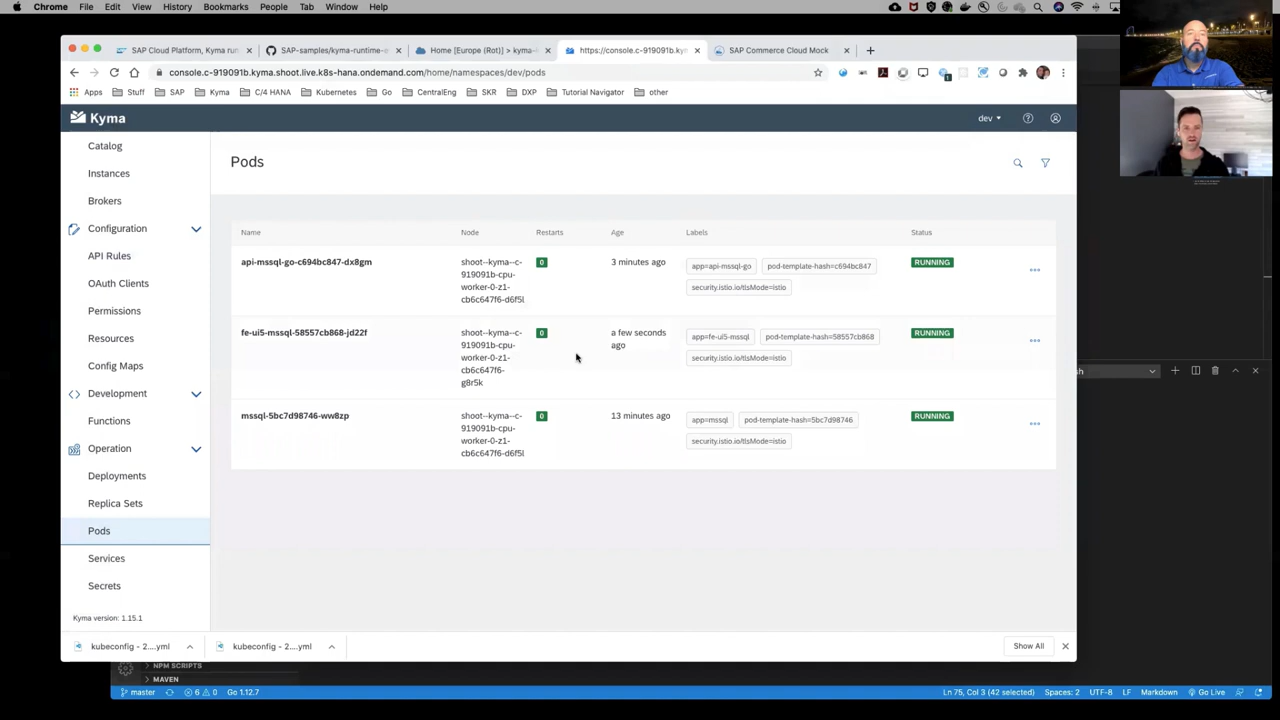 Chrome File Edit View History Bookmarks People Tab Window Help
SAP Cloud Platform, Kyma run
SAP-samples/kyma-runtime-e
Home [Europe (Rot)] > kyma-
https://console.c-919091b.kym
SAP Commerce Cloud Mock
console.c-919091b.kyma.shoot.live.k8s-hana.ondemand.com/home/namespaces/dev/pods
Apps Stuff SAP Kyma C/4 HANA Kubernetes Go CentralEng SKR DXP Tutorial Navigator other
Kyma
dev
Catalog
Instances
Brokers
Configuration
API Rules
OAuth Clients
Permissions
Resources
Config Maps
Development
Functions
Operation
Deployments
Replica Sets
Pods
Services
Secrets
Kyma version: 1.15.1
Pods
Name Node Restarts Age Labels Status
api-mssql-go-c694bc847-dx8gm
shoot--kyma--c-
919091b-cpu-
worker-0-z1-
cb6c647f6-d6f5l
0
3 minutes ago
app=api-mssql-go pod-template-hash=c694bc847
security.istio.io/tlsMode=istio
RUNNING
fe-ui5-mssql-58557cb868-jd22f
shoot--kyma--c-
919091b-cpu-
worker-0-z1-
cb6c647f6-
g8r5k
0
a few seconds
ago
app=fe-ui5-mssql pod-template-hash=58557cb868
security.istio.io/tlsMode=istio
RUNNING
mssql-5bc7d98746-ww8zp
shoot--kyma--c-
919091b-cpu-
worker-0-z1-
cb6c647f6-d6f5l
0
13 minutes ago
app=mssql pod-template-hash=5bc7d98746
security.istio.io/tlsMode=istio
RUNNING
sh
kubeconfig - 2....yml
kubeconfig - 2....yml
Show All
NPM SCRIPTS
MAVEN
master 6 0 Go 1.12.7
Ln 75, Col 3 (42 selected) Spaces: 2 UTF-8 LF Markdown Go Live